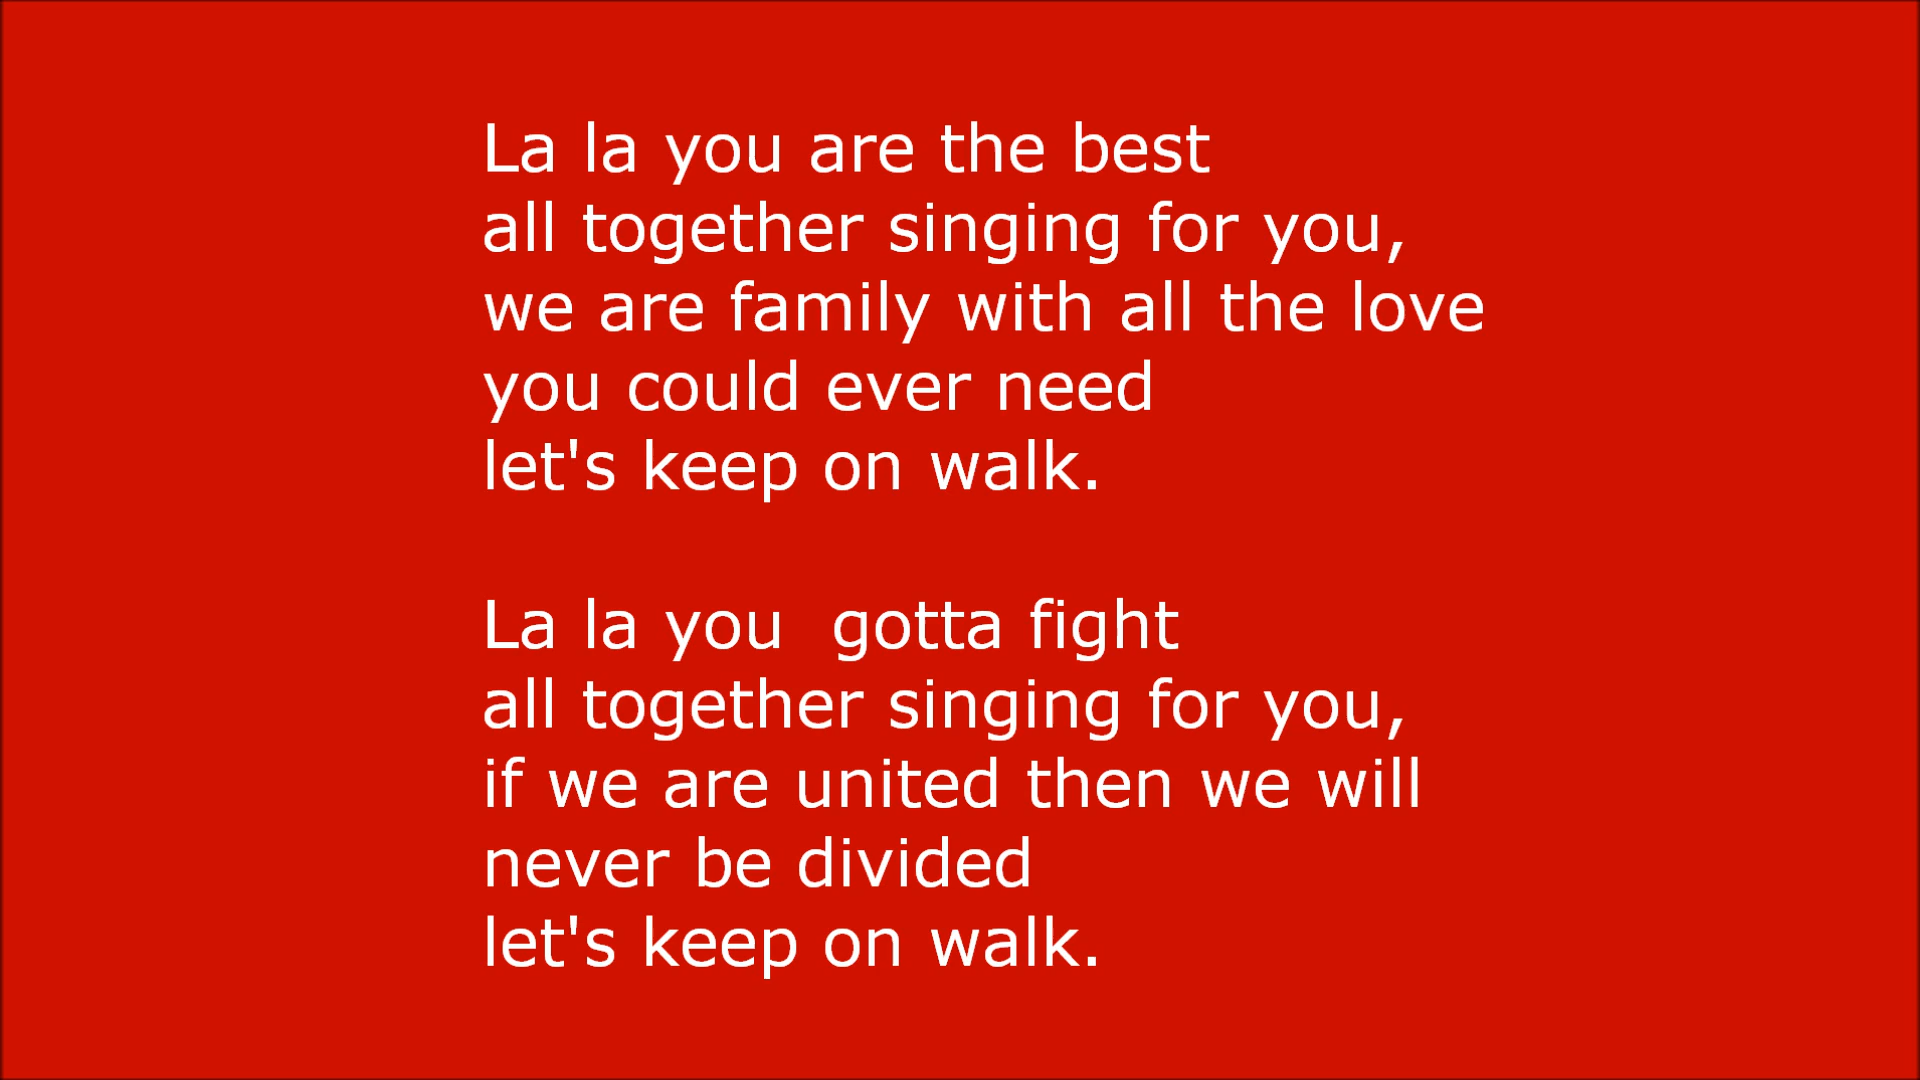 La la you are the best
all together singing for you,
we are family with all the love
you could ever need
let's keep on walk.
La la you  gotta fight
all together singing for you,
if we are united then we will
never be divided
let's keep on walk.